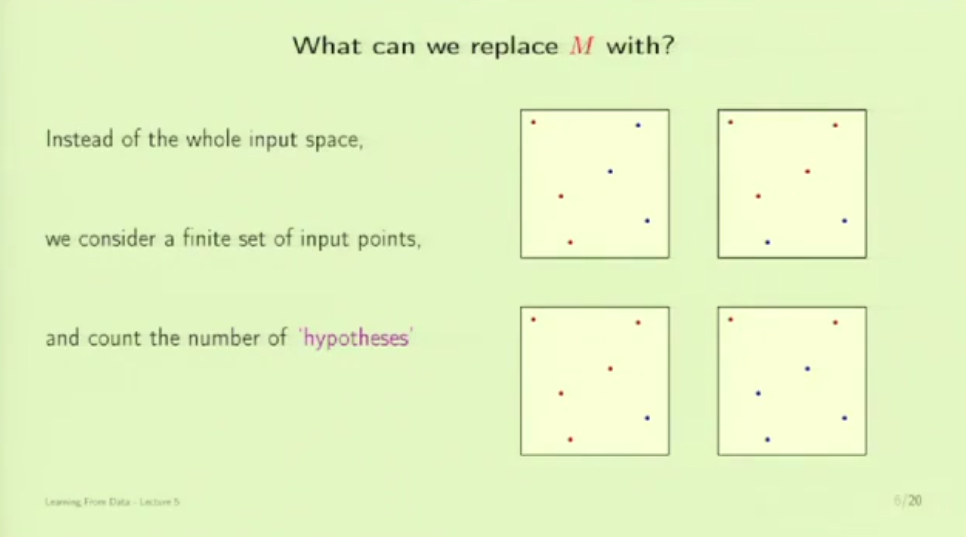 What can we replace M with?
Instead of the whole input space,
we consider a finite set of input points,
and count the number of 'hypotheses'
Learning From Data - Lecture 5
6/20